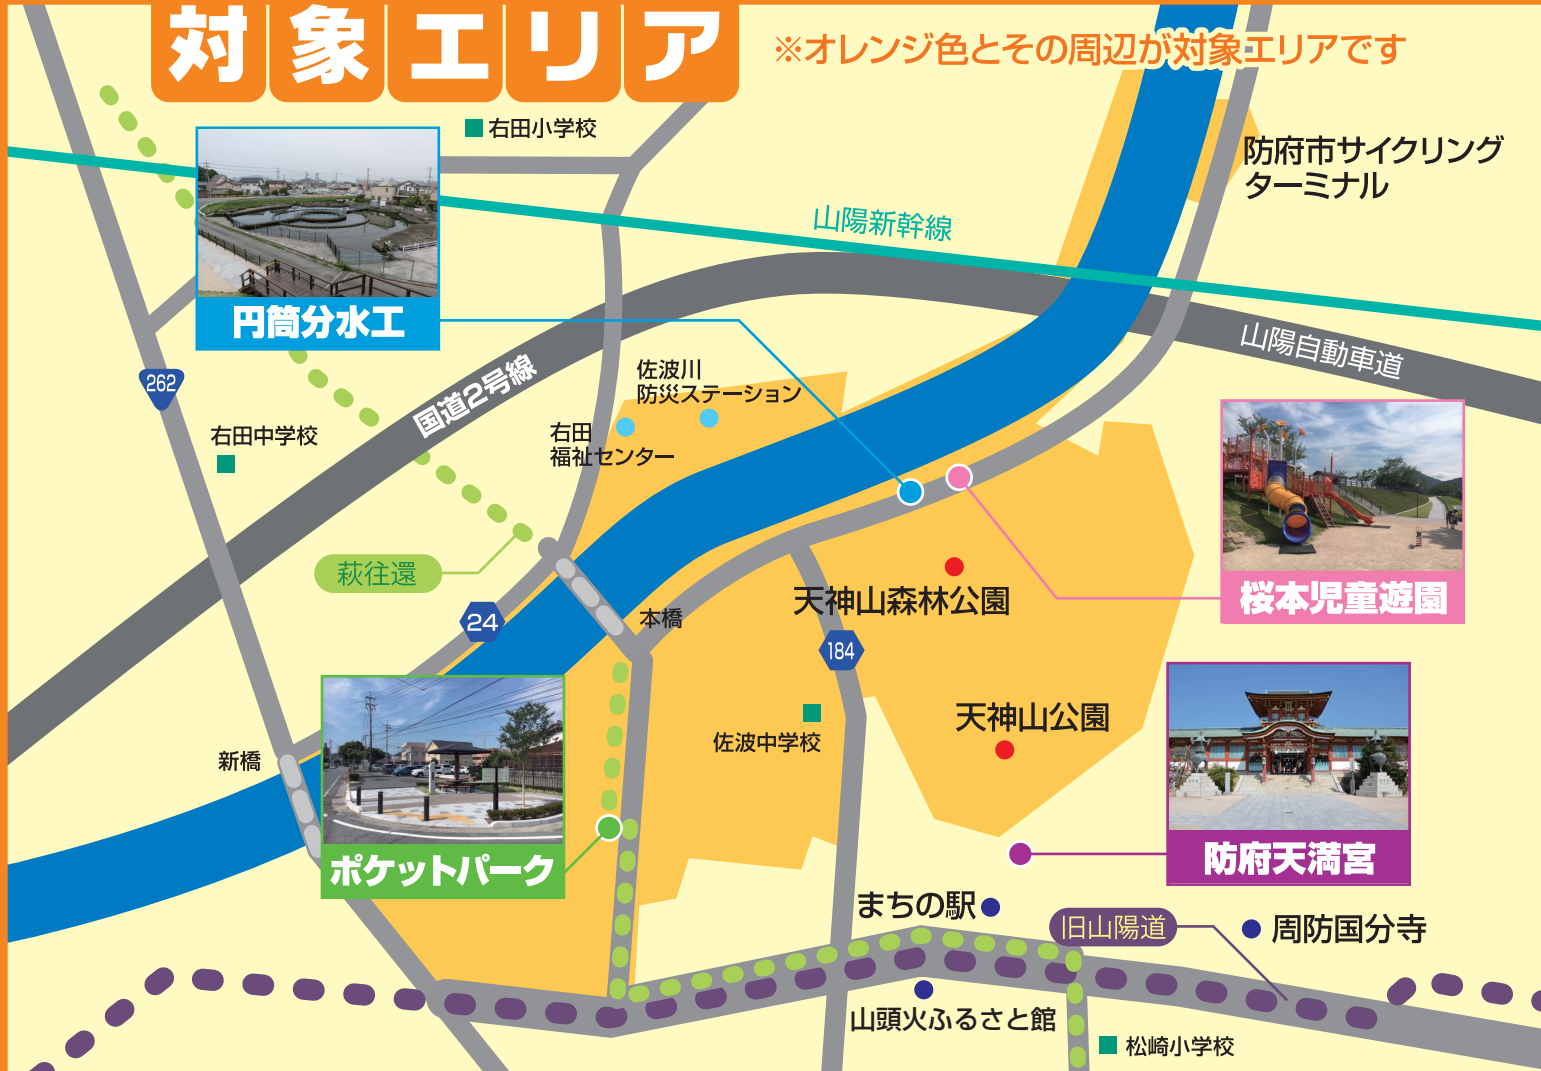 対象エリア
※オレンジ色とその周辺が対象エリアです
右田小学校
防府市サイクリング
ターミナル
山陽新幹線
円筒分水工
山陽自動車道
国道2号線
262
佐波川
防災ステーション
右田中学校
右田
福祉センター
萩往還
24
本橋
天神山森林公園
桜本児童遊園
184
天神山公園
佐波中学校
新橋
ポケットパーク
防府天満宮
まちの駅
旧山陽道
周防国分寺
山頭火ふるさと館
松崎小学校